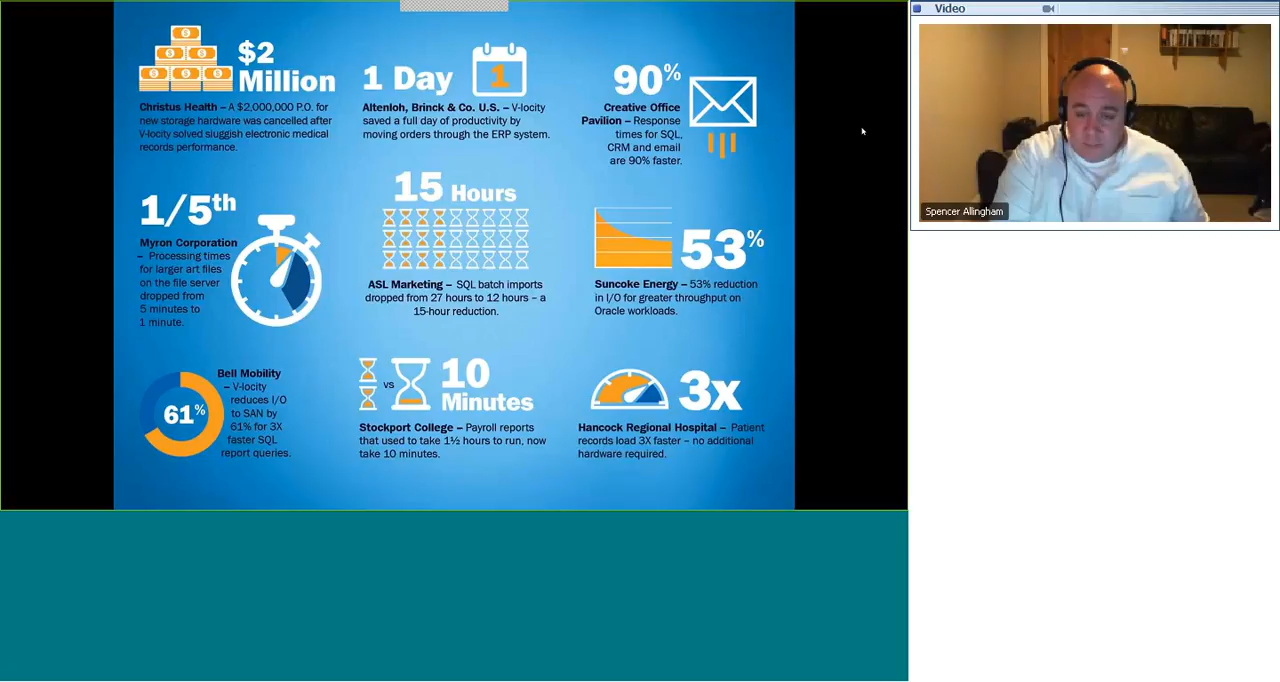 $2
Million
Christus Health – A $2,000,000 P.O. for
new storage hardware was cancelled after
V-locity solved sluggish electronic medical
records performance.
1 Day
1
Altenloh, Brinck & Co. U.S. – V-locity
saved a full day of productivity by
moving orders through the ERP system.
90%
Creative Office
Pavilion – Response
times for SQL,
CRM and email
are 90% faster.
1/5th
Myron Corporation
– Processing times
for larger art files
on the file server
dropped from
5 minutes to
1 minute.
15 Hours
ASL Marketing – SQL batch imports
dropped from 27 hours to 12 hours – a
15-hour reduction.
53%
Suncoke Energy – 53% reduction
in I/O for greater throughput on
Oracle workloads.
61%
Bell Mobility
– V-locity
reduces I/O
to SAN by
61% for 3X
faster SQL
report queries.
vs
10
Minutes
Stockport College – Payroll reports
that used to take 1½ hours to run, now
take 10 minutes.
3x
Hancock Regional Hospital – Patient
records load 3X faster – no additional
hardware required.
Video
Spencer Allingham